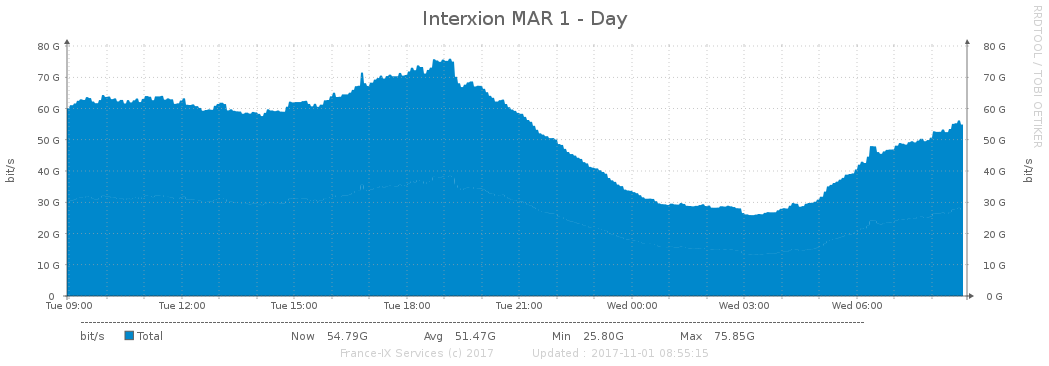 Interxion MAR 1 - Day
RRDTOOL / TOBI OETIKER
bit/s
80 G
70 G
60 G
50 G
40 G
30 G
20 G
10 G
0
80 G
70 G
60 G
50 G
40 G
30 G
20 G
10 G
0 G
bit/s
Tue 09:00 Tue 12:00 Tue 15:00 Tue 18:00 Tue 21:00 Wed 00:00 Wed 03:00 Wed 06:00
bit/s Total Now 54.79G Avg 51.47G Min 25.80G Max 75.85G
France-IX Services (c) 2017 Updated : 2017-11-01 08:55:15